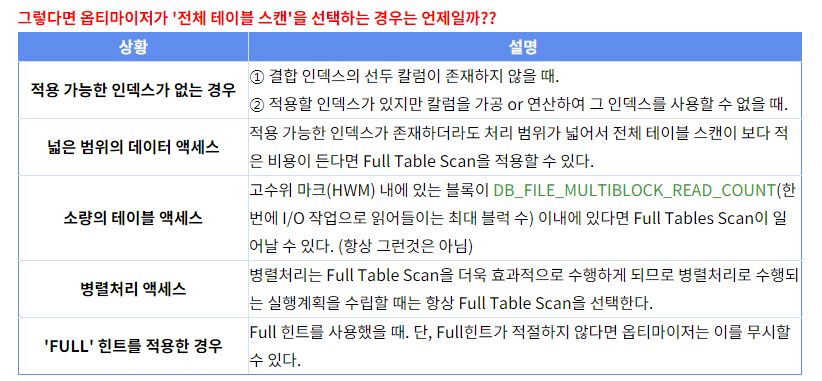 그렇다면 옵티마이저가 '전체 테이블 스캔'을 선택하는 경우는 언제일까??
상황
설명
적용 가능한 인덱스가 없는 경우
① 결합 인덱스의 선두 칼럼이 존재하지 않을 때.
② 적용할 인덱스가 있지만 칼럼을 가공 or 연산하여 그 인덱스를 사용할 수 없을 때.
넓은 범위의 데이터 액세스
적용 가능한 인덱스가 존재하더라도 처리 범위가 넓어서 전체 테이블 스캔이 보다 적
은 비용이 든다면 Full Table Scan을 적용할 수 있다.
소량의 테이블 액세스
고수위 마크(HWM) 내에 있는 블록이 DB_FILE_MULTIBLOCK_READ_COUNT(한
번에 I/O 작업으로 읽어들이는 최대 블럭 수) 이내에 있다면 Full Tables Scan이 일
어날 수 있다. (항상 그런것은 아님)
병렬처리 액세스
병렬처리는 Full Table Scan을 더욱 효과적으로 수행하게 되므로 병렬처리로 수행되
는 실행계획을 수립할 때는 항상 Full Table Scan을 선택한다.
'FULL' 힌트를 적용한 경우
Full 힌트를 사용했을 때. 단, Full힌트가 적절하지 않다면 옵티마이저는 이를 무시할
수 있다.